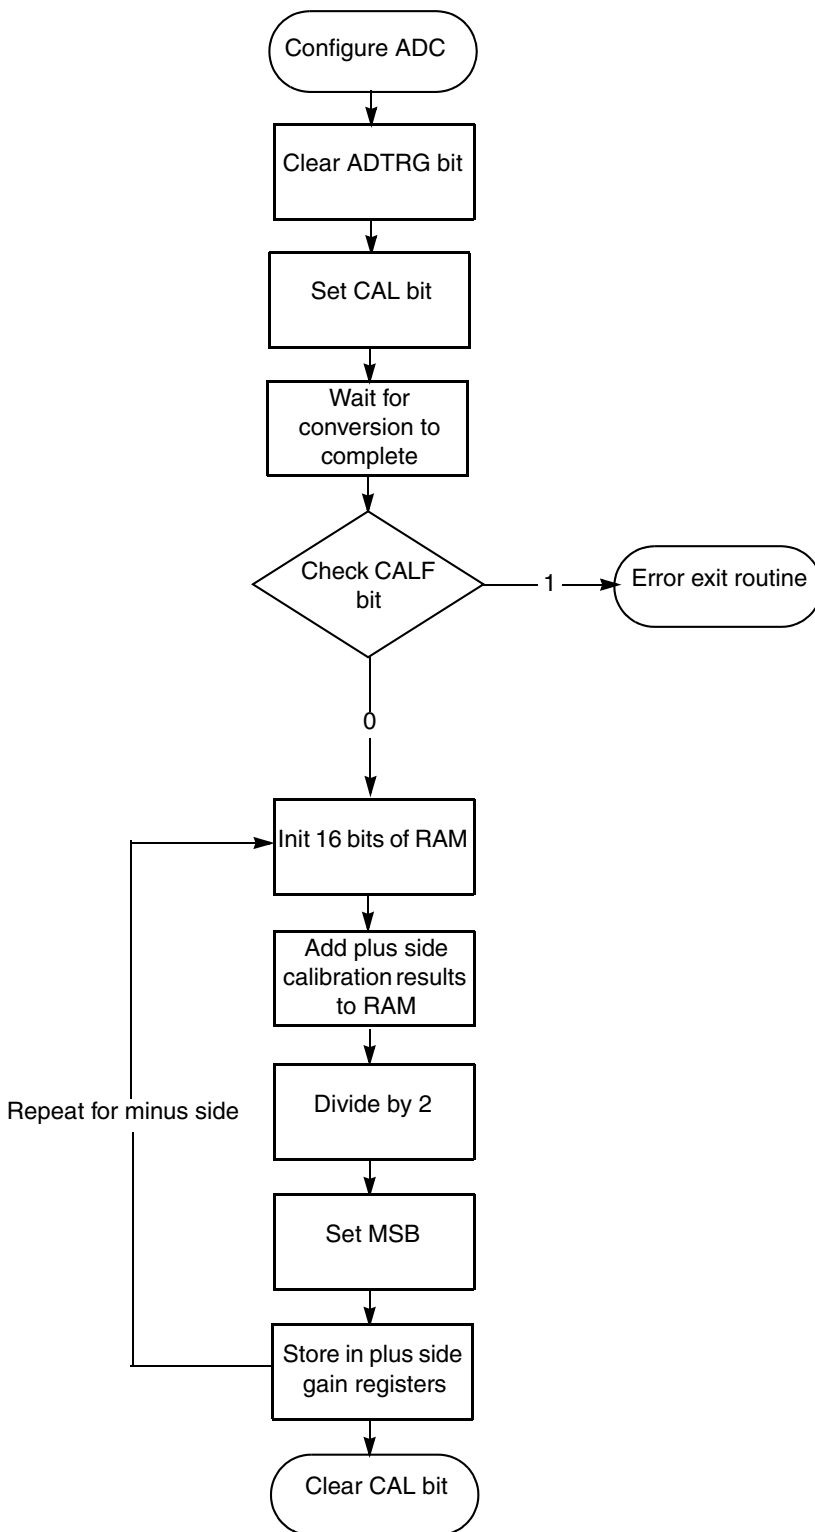 Configure ADC
Clear ADTRG bit
Set CAL bit
Wait for
conversion to
complete
Check CALF
bit
1
Error exit routine
0
Init 16 bits of RAM
Add plus side
calibration results
to RAM
Divide by 2
Repeat for minus side
Set MSB
Store in plus side
gain registers
Clear CAL bit